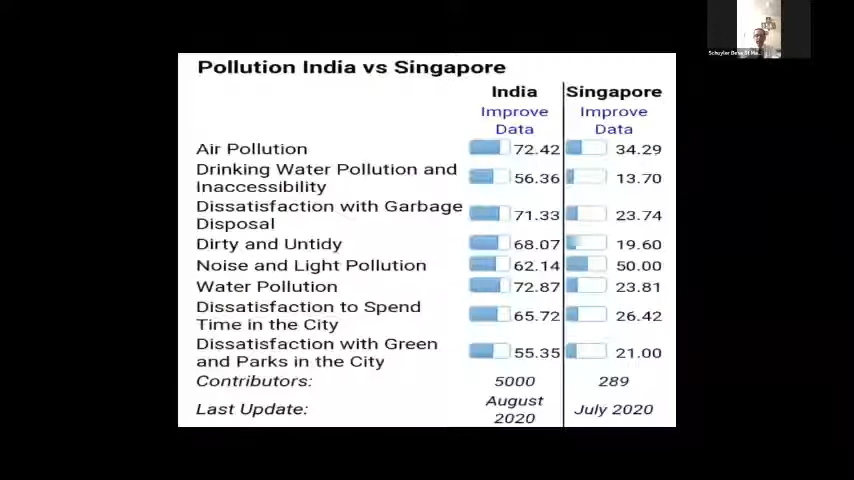 Pollution India vs Singapore
India Singapore
Improve Data Improve Data
Air Pollution 72.42 34.29
Drinking Water Pollution and
Inaccessibility 56.36 13.70
Dissatisfaction with Garbage
Disposal 71.33 23.74
Dirty and Untidy 68.07 19.60
Noise and Light Pollution 62.14 50.00
Water Pollution 72.87 23.81
Dissatisfaction to Spend
Time in the City 65.72 26.42
Dissatisfaction with Green
and Parks in the City 55.35 21.00
Contributors: 5000 289
Last Update: August 2020 July 2020